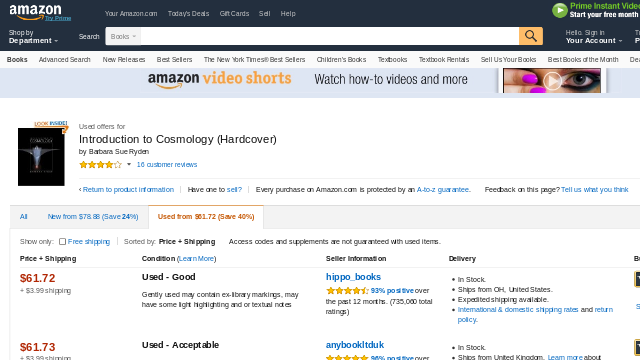 amazon
Try Prime
Your Amazon.com Today's Deals Gift Cards Sell Help
Prime Instant Video
Start your free month
Shop by
Department
Search Books
Hello. Sign in
Your Account
Books Advanced Search New Releases Best Sellers The New York Times® Best Sellers Children's Books Textbooks Textbook Rentals Sell Us Your Books Best Books of the Month
amazon video shorts Watch how-to videos and more
LOOK INSIDE!
COSMOLOGY
Used offers for
Introduction to Cosmology (Hardcover)
by Barbara Sue Ryden
16 customer reviews
‹ Return to product information Have one to sell? Every purchase on Amazon.com is protected by an A-to-z guarantee. Feedback on this page? Tell us what you think
All New from $78.88 (Save 24%) Used from $61.72 (Save 40%)
Show only: Free shipping Sorted by: Price + Shipping Access codes and supplements are not guaranteed with used items.
Price + Shipping Condition (Learn More) Seller Information Delivery
$61.72 Used - Good hippo_books
+ $3.99 shipping
Gently used may contain ex-library markings, may
have some light highlighting and or textual notes
93% positive over
the past 12 months. (735,060 total
ratings)
In Stock.
Ships from OH, United States.
Expedited shipping available.
International & domestic shipping rates and return
policy.
$61.73 Used - Acceptable anybookltduk
+ $3.99 shipping
96% positive over
In Stock.
Ships from United Kingdom. Learn more about